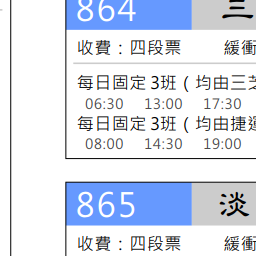 864 三
收費：四段票 緩衝
每日固定 3班（均由三芝
06:30 13:00 17:30
每日固定 3班（均由捷運
08:00 14:30 19:00
865 淡
收費：四段票 緩衝